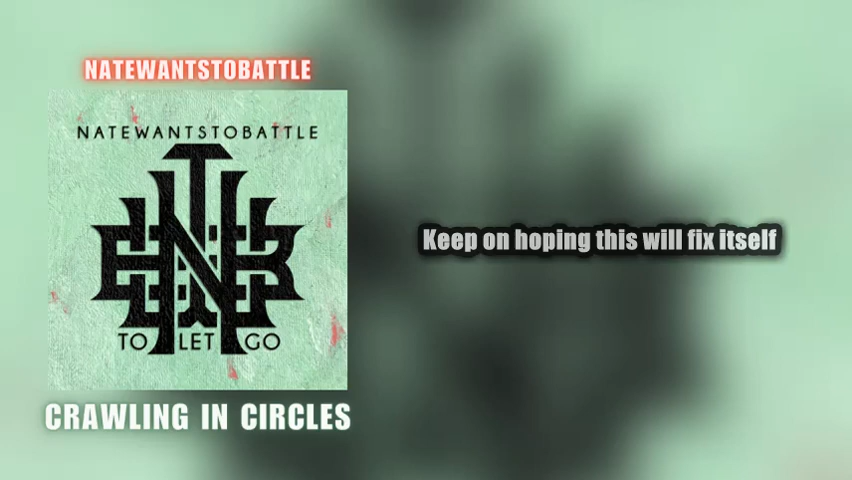 NATEWANTSTOBATTLE
NATEWANTSTOBATTLE
TO LET GO
CRAWLING IN CIRCLES
Keep on hoping this will fix itself